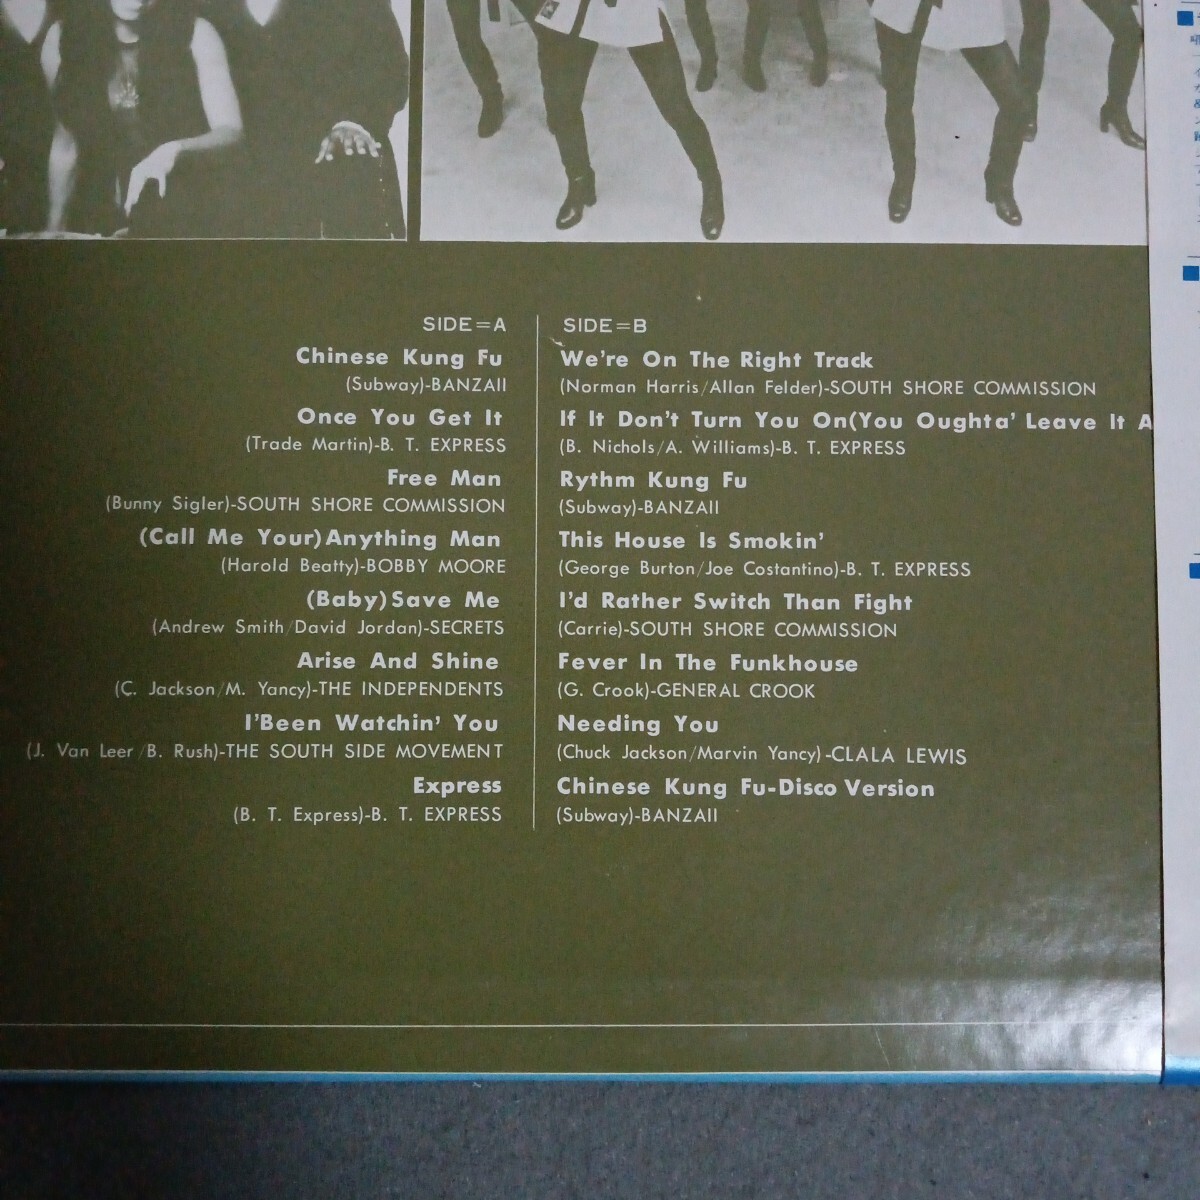 SIDE=A
Chinese Kung Fu
(Subway)-BANZAII
Once You Get It
(Trade Martin)-B. T. EXPRESS
Free Man
(Bunny Sigler)-SOUTH SHORE COMMISSION
(Call Me Your)Anything Man
(Harold Beatty)-BOBBY MOORE
(Baby)Save Me
(Andrew Smith/David Jordan)-SECRETS
Arise And Shine
(C. Jackson/M. Yancy)-THE INDEPENDENTS
I'Been Watchin' You
(J. Van Leer/B. Rush)-THE SOUTH SIDE MOVEMENT
Express
(B. T. Express)-B. T. EXPRESS
SIDE=B
We're On The Right Track
(Norman Harris/Allan Felder)-SOUTH SHORE COMMISSION
If It Don't Turn You On(You Oughta' Leave It A
(B. Nichols/A. Williams)-B. T. EXPRESS
Rythm Kung Fu
(Subway)-BANZAII
This House Is Smokin'
(George Burton/Joe Costantino)-B. T. EXPRESS
I'd Rather Switch Than Fight
(Carrie)-SOUTH SHORE COMMISSION
Fever In The Funkhouse
(G. Crook)-GENERAL CROOK
Needing You
(Chuck Jackson/Marvin Yancy)-CLALA LEWIS
Chinese Kung Fu-Disco Version
(Subway)-BANZAII